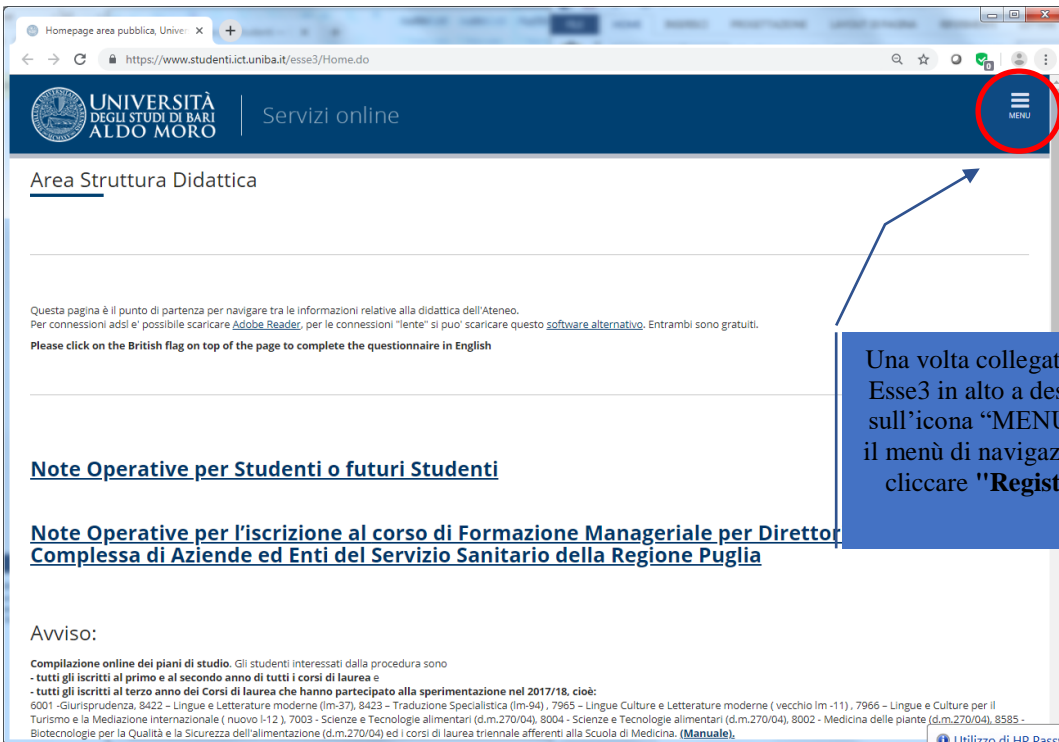 Homepage area pubblica, Univer
https://www.studenti.ict.uniba.it/esse3/Home.do
UNIVERSITÀ
DEGLI STUDI DI BARI
ALDO MORO
Servizi online
MENU
Area Struttura Didattica
Questa pagina è il punto di partenza per navigare tra le informazioni relative alla didattica dell'Ateneo.
Per connessioni adsl e' possibile scaricare Adobe Reader, per le connessioni "lente" si puo' scaricare questo software alternativo. Entrambi sono gratuiti.
Please click on the British flag on top of the page to complete the questionnaire in English
Una volta collegat
Esse3 in alto a des
sull'icona "MENU
il menù di navigaz
cliccare "Regist
Note Operative per Studenti o futuri Studenti
Note Operative per l'iscrizione al corso di Formazione Manageriale per Direttor
Complessa di Aziende ed Enti del Servizio Sanitario della Regione Puglia
Avviso:
Compilazione online dei piani di studio. Gli studenti interessati dalla procedura sono
- tutti gli iscritti al primo e al secondo anno di tutti i corsi di laurea e
- tutti gli iscritti al terzo anno dei Corsi di laurea che hanno partecipato alla sperimentazione nel 2017/18, cioè:
6001 -Giurisprudenza, 8422 – Lingue e Letterature moderne (lm-37), 8423 – Traduzione Specialistica (lm-94) , 7965 – Lingue Culture e Letterature moderne ( vecchio lm -11) , 7966 – Lingue e Culture per il
Turismo e la Mediazione internazionale ( nuovo l-12 ), 7003 - Scienze e Tecnologie alimentari (d.m.270/04), 8004 - Scienze e Tecnologie alimentari (d.m.270/04), 8002 - Medicina delle piante (d.m.270/04), 8585 -
Biotecnologie per la Qualità e la Sicurezza dell'alimentazione (d.m.270/04) ed i corsi di laurea triennale afferenti alla Scuola di Medicina. (Manuale).
Utilizzo di HP Pass